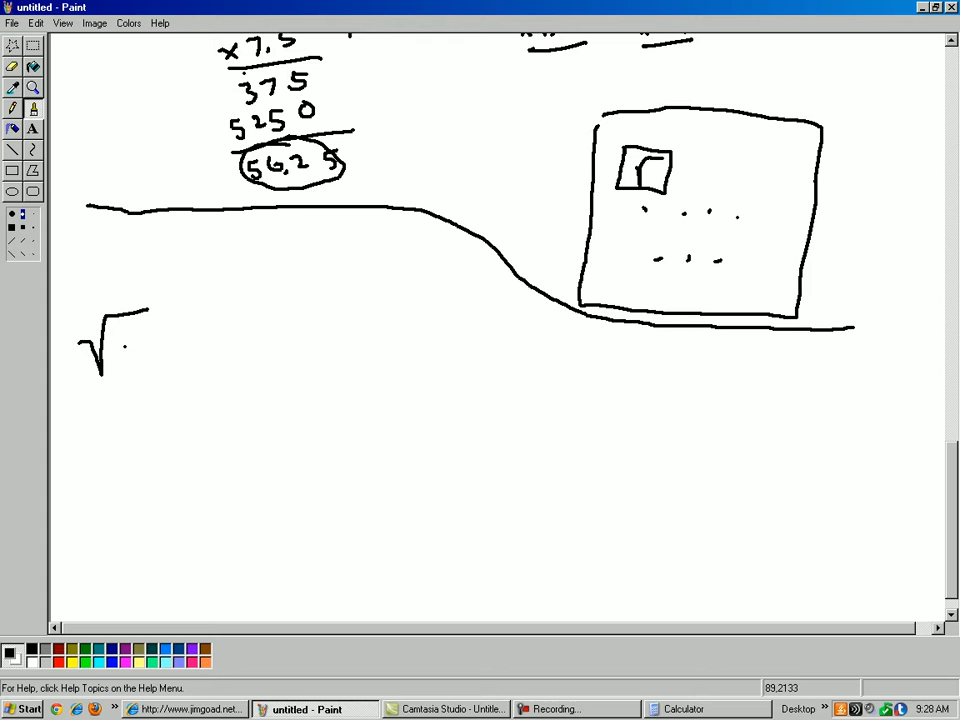 untitled - Paint
File Edit View Image Colors Help
x 7.5
375
5250
56.25
√
For Help, click Help Topics on the Help Menu.
89,2133
Start
»
http://www.jimgoad.net...
untitled - Paint
Camtasia Studio - Untitle...
Recording...
Calculator
Desktop »
9:28 AM